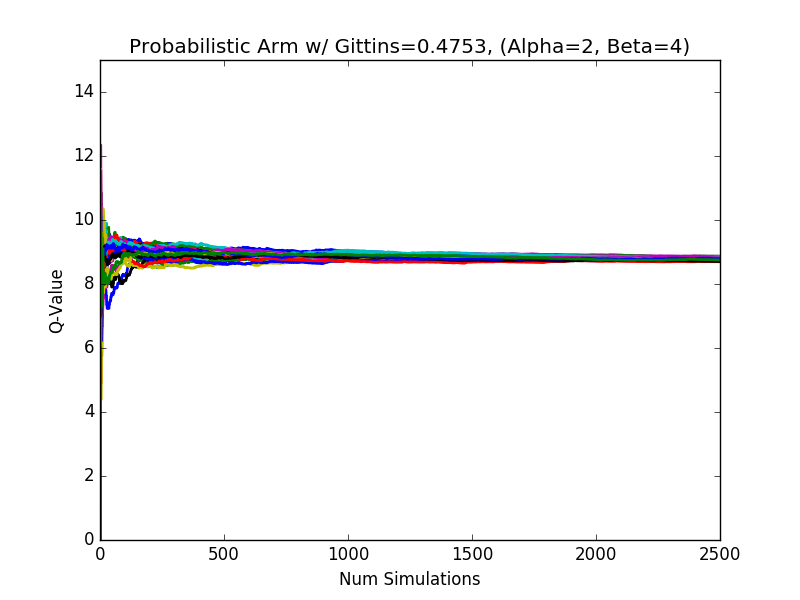 Probabilistic Arm w/ Gittins=0.4753, (Alpha=2, Beta=4)
14
12
10
8
6
4
2
0
Q-Value
0 500 1000 1500 2000 2500
Num Simulations